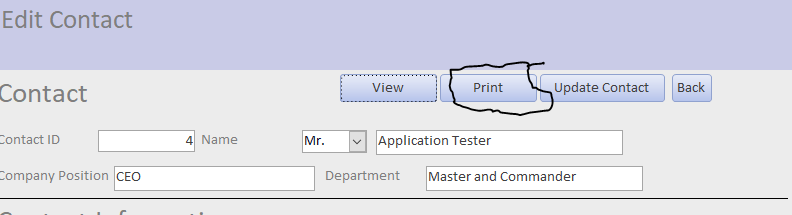 Edit Contact
View Print Update Contact Back
Contact
Contact ID 4 Name Mr. Application Tester
Company Position CEO Department Master and Commander